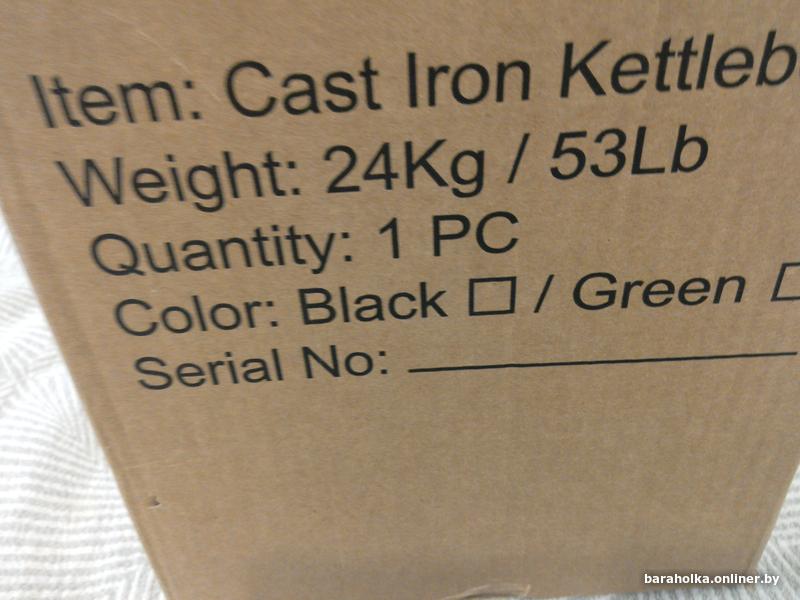 Item: Cast Iron Kettleb
Weight: 24Kg / 53Lb
Quantity: 1 PC
Color: Black □ / Green □
Serial No:
baraholka.onliner.by